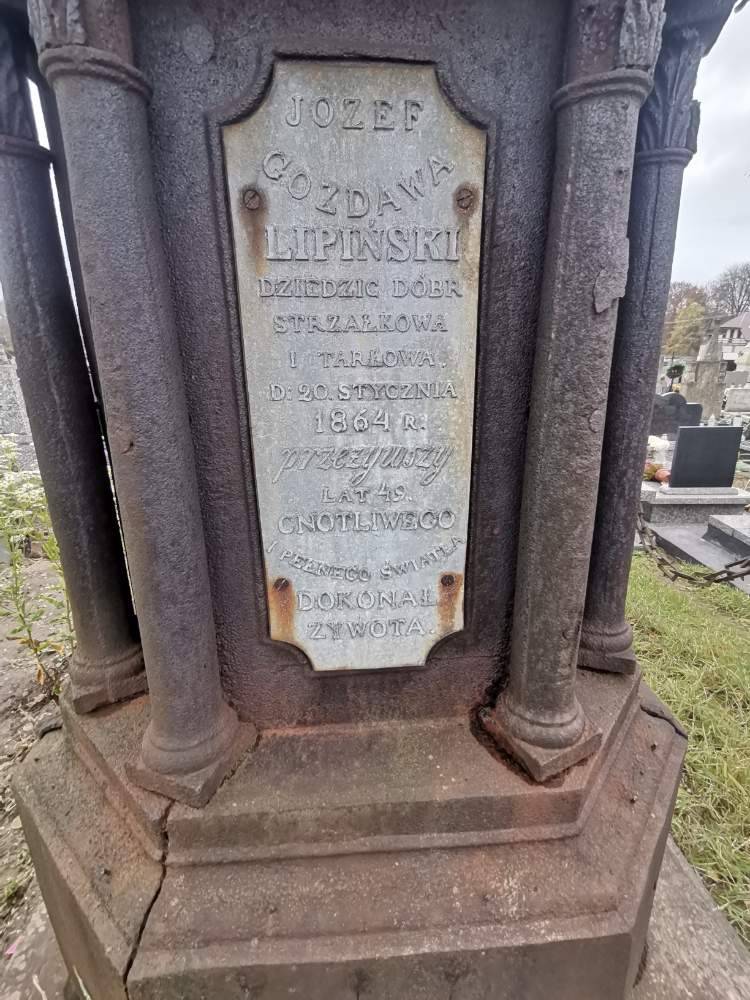 JOZEF
GOZDAWA
LIPIŃSKI
DZIEDZIC DÓBR
STRZAŁKOWA
I TARŁOWA.
D: 20. STYCZNIA
1864 R.
przeżywszy
LAT 49.
CNOTLIWEGO
I PEŁNEGO ŚWIATŁA
DOKONAŁ
ŻYWOTA.